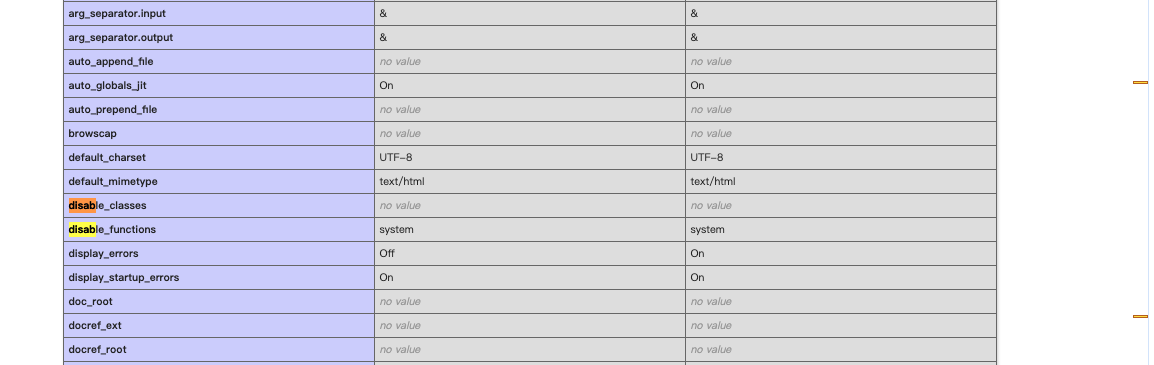 arg_separator.input & &
arg_separator.output & &
auto_append_file no value no value
auto_globals_jit On On
auto_prepend_file no value no value
browscap no value no value
default_charset UTF-8 UTF-8
default_mimetype text/html text/html
disable_classes no value no value
disable_functions system system
display_errors Off On
display_startup_errors On On
doc_root no value no value
docref_ext no value no value
docref_root no value no value